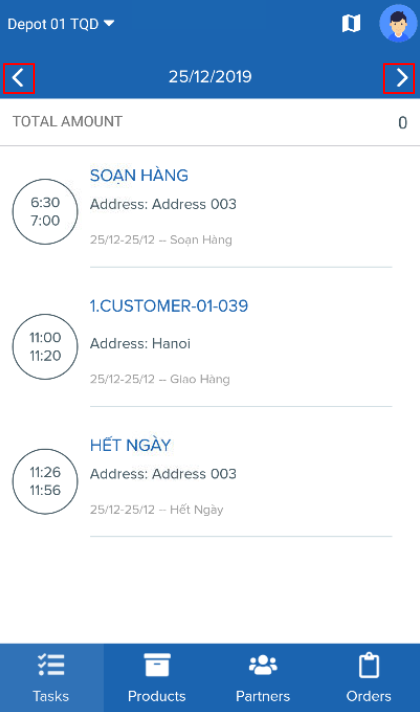 Depot 01 TQD
25/12/2019
TOTAL AMOUNT 0
6:30
7:00
SOẠN HÀNG
Address: Address 003
25/12-25/12 – Soạn Hàng
11:00
11:20
1.CUSTOMER-01-039
Address: Hanoi
25/12-25/12 – Giao Hàng
11:26
11:56
HẾT NGÀY
Address: Address 003
25/12-25/12 – Hết Ngày
Tasks Products Partners Orders